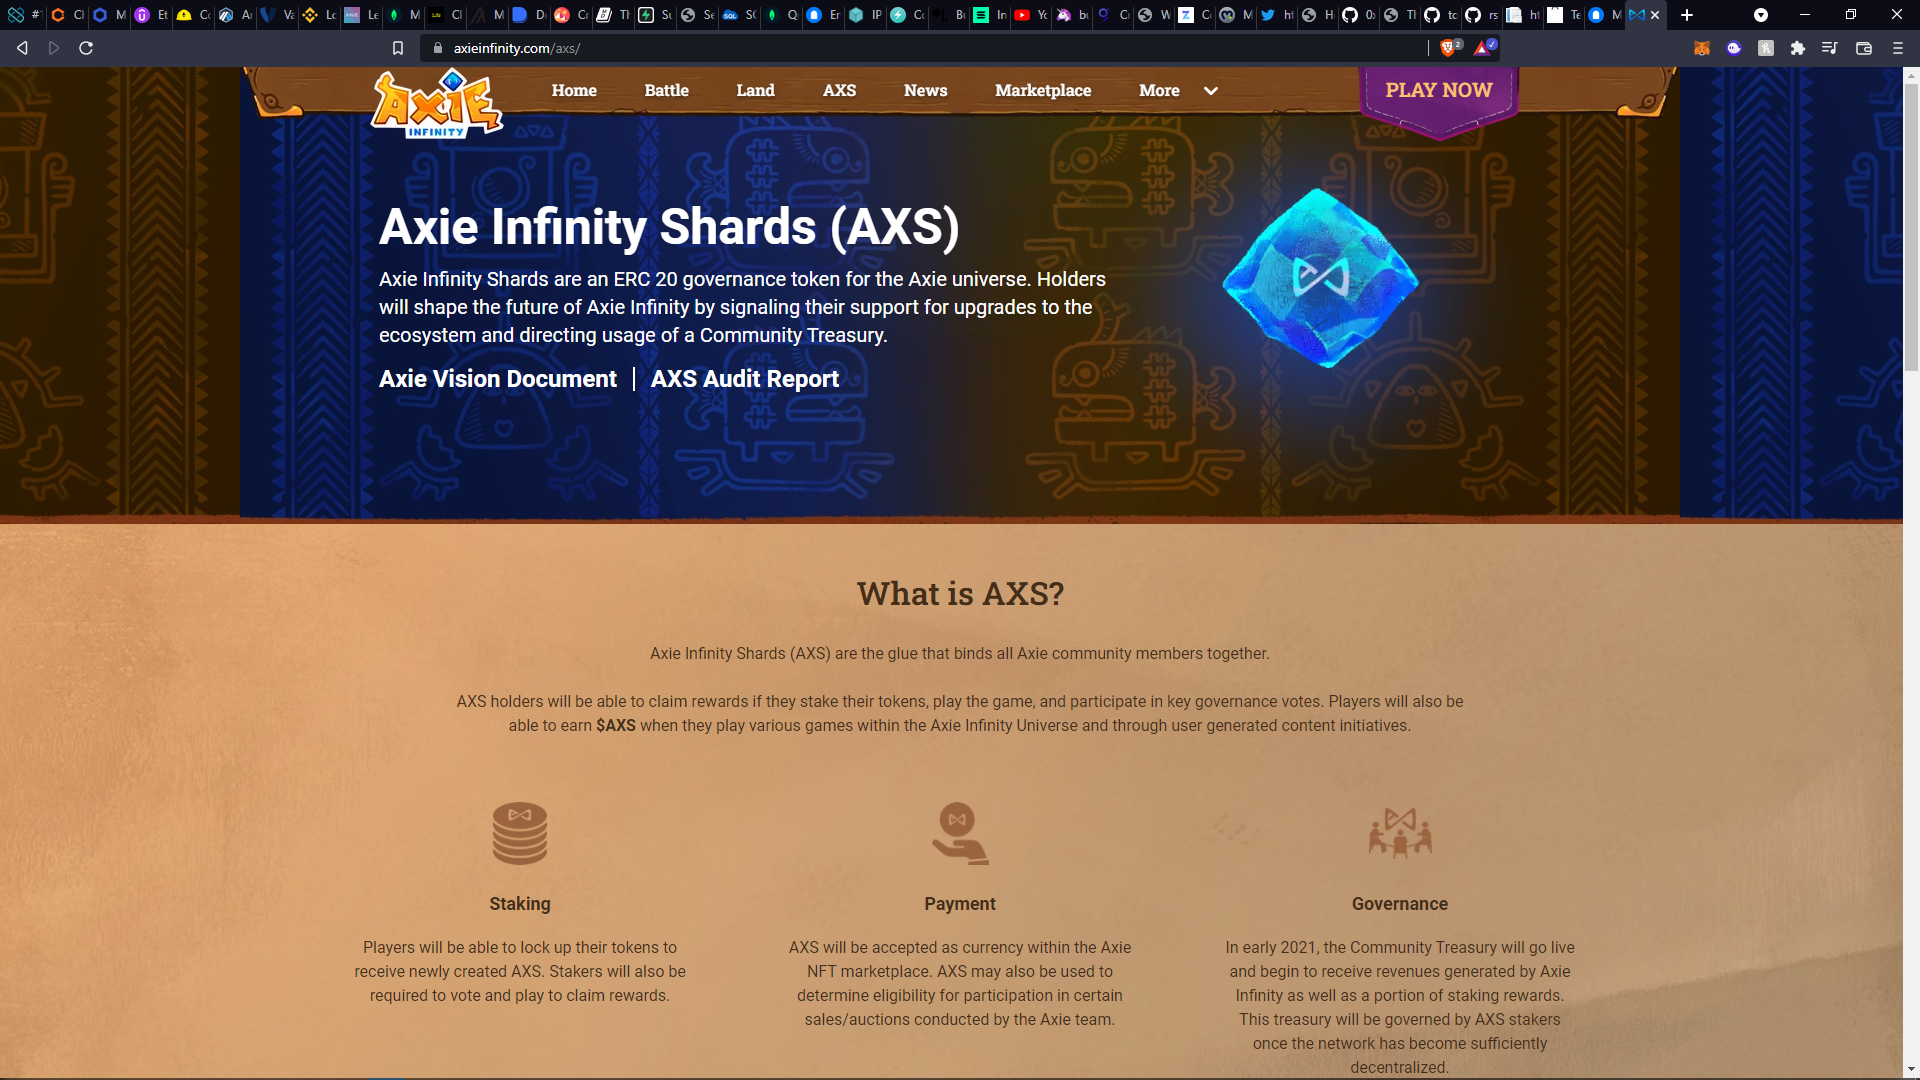 axieinfinity.com/axs/
AXIE
INFINITY
Home
Battle
Land
AXS
News
Marketplace
More
PLAY NOW
Axie Infinity Shards (AXS)
Axie Infinity Shards are an ERC 20 governance token for the Axie universe. Holders
will shape the future of Axie Infinity by signaling their support for upgrades to the
ecosystem and directing usage of a Community Treasury.
Axie Vision Document | AXS Audit Report
What is AXS?
Axie Infinity Shards (AXS) are the glue that binds all Axie community members together.
AXS holders will be able to claim rewards if they stake their tokens, play the game, and participate in key governance votes. Players will also be
able to earn $AXS when they play various games within the Axie Infinity Universe and through user generated content initiatives.
Staking
Players will be able to lock up their tokens to
receive newly created AXS. Stakers will also be
required to vote and play to claim rewards.
Payment
AXS will be accepted as currency within the Axie
NFT marketplace. AXS may also be used to
determine eligibility for participation in certain
sales/auctions conducted by the Axie team.
Governance
In early 2021, the Community Treasury will go live
and begin to receive revenues generated by Axie
Infinity as well as a portion of staking rewards.
This treasury will be governed by AXS stakers
once the network has become sufficiently
decentralized.